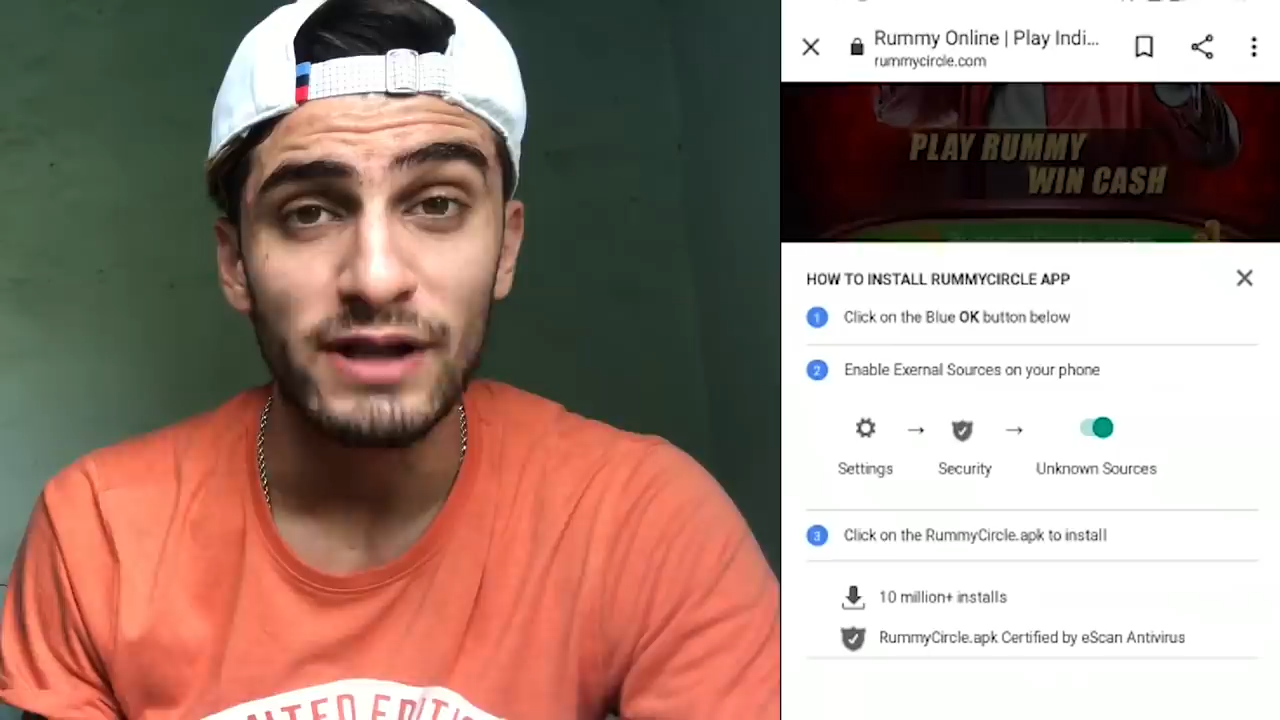 LIMITED EDITI
Rummy Online | Play Indi...
rummycircle.com
PLAY RUMMY
WIN CASH
HOW TO INSTALL RUMMYCIRCLE APP
1 Click on the Blue OK button below
2 Enable Exernal Sources on your phone
Settings → Security → Unknown Sources
3 Click on the RummyCircle.apk to install
10 million+ installs
RummyCircle.apk Certified by eScan Antivirus